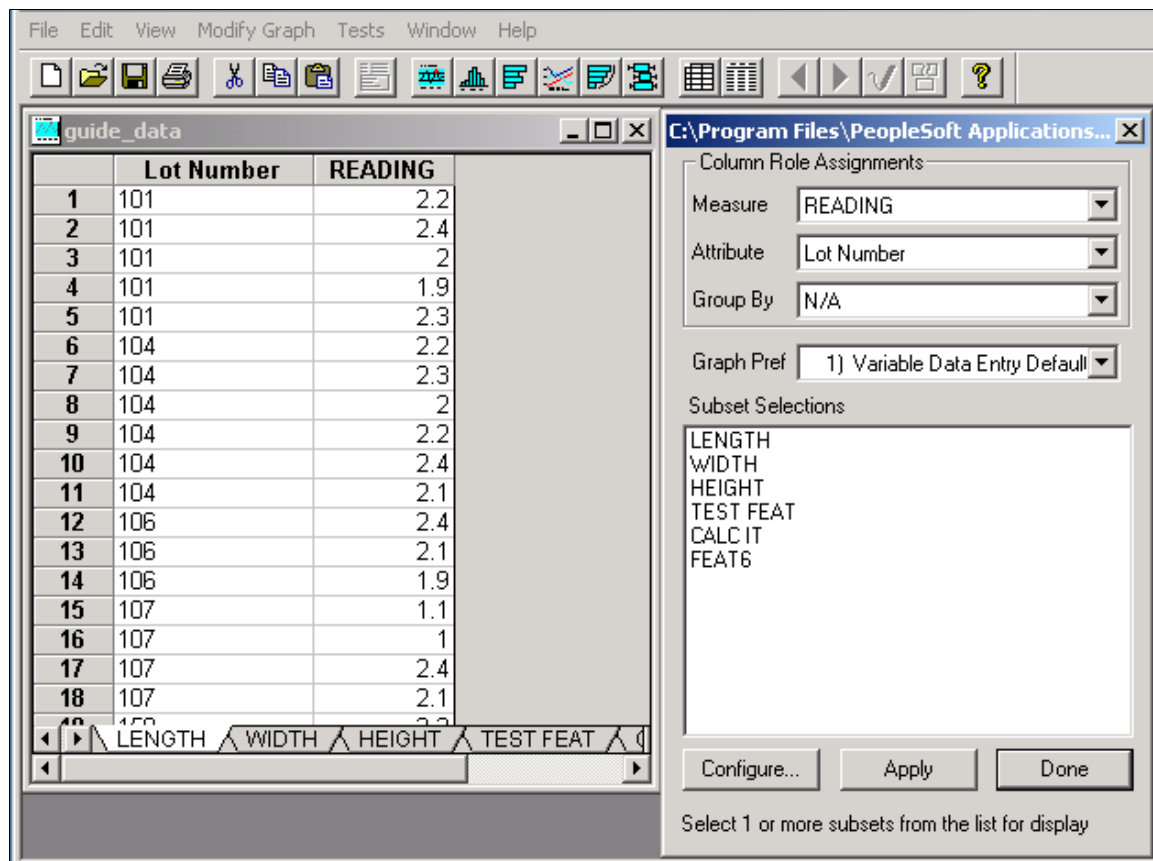 File Edit View Modify Graph Tests Window Help
guide_data
Lot Number READING
1 101 2.2
2 101 2.4
3 101 2
4 101 1.9
5 101 2.3
6 104 2.2
7 104 2.3
8 104 2
9 104 2.2
10 104 2.4
11 104 2.1
12 106 2.4
13 106 2.1
14 106 1.9
15 107 1.1
16 107 1
17 107 2.4
18 107 2.1
LENGTH WIDTH HEIGHT TEST FEAT
C:\Program Files\PeopleSoft Applications...
Column Role Assignments
Measure READING
Attribute Lot Number
Group By N/A
Graph Pref 1) Variable Data Entry Default
Subset Selections
LENGTH
WIDTH
HEIGHT
TEST FEAT
CALC IT
FEAT6
Configure... Apply Done
Select 1 or more subsets from the list for display